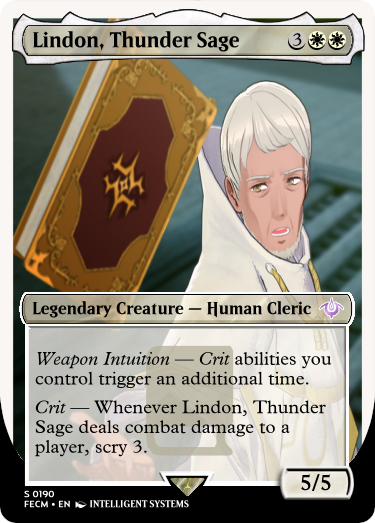 Lindon, Thunder Sage 3
Legendary Creature — Human Cleric
Weapon Intuition — Crit abilities you
control trigger an additional time.
Crit — Whenever Lindon, Thunder
Sage deals combat damage to a
player, scry 3.
5/5
S 0190
FECM • EN INTELLIGENT SYSTEMS